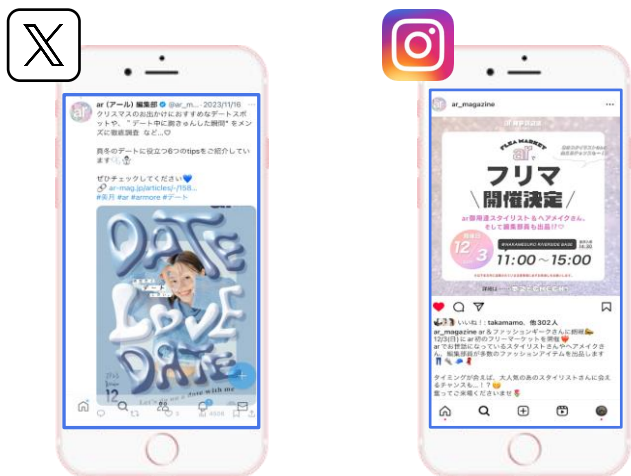 ar (アール) 編集部 @ar_m... · 2023/11/16
クリスマスのお出かけにおすすめなデートスポ
ットや、"デート中に胸きゅんした瞬間" をメン
ズに徹底調査 など...♡
真冬のデートに役立つ6つのtipsをご紹介してい
ます
ぜひチェックしてください💙
ar-mag.jp/articles/-/158...
#美月 #ar #armore #デート
DATE
LOVE
DATE
12
ar_magazine
FLEA MARKET
arで
フリマ
開催決定
ar御用達スタイリスト&ヘアメイクさん、
そして編集部員も出品!?♡
開催日
12
3
@NAKAMEGURO RIVERSIDE BASE
11:00~15:00
いいね!:takamamo、他302人
ar_magazine ar&ファッションギークさんに朗報
12/3(日)にar初のフリーマーケットを開催
arでお世話になっているスタイリストさんやヘアメイクさ
ん、編集部員が多数のファッションアイテムを出品します
タイミングが合えば、大人気のあのスタイリストさんに会え
るチャンスも...!?
奮ってご来場くださいませ